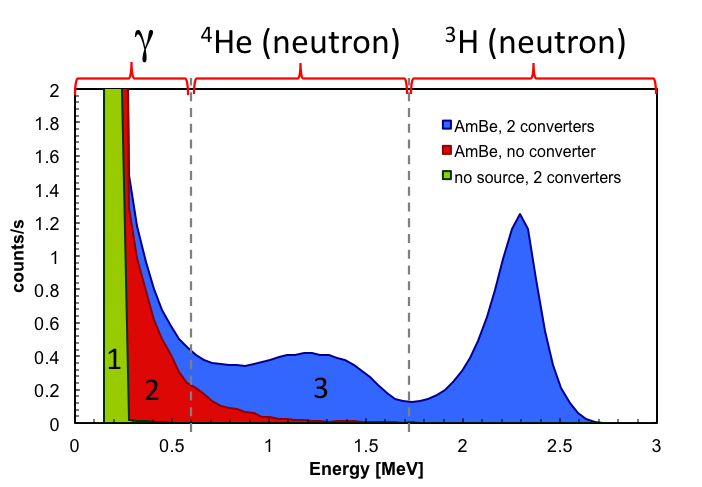 γ
⁴He (neutron)
³H (neutron)
2
1.8
1.6
1.4
1.2
1
0.8
0.6
0.4
0.2
0
counts/s
AmBe, 2 converters
AmBe, no converter
no source, 2 converters
1
2
3
0
0.5
1
1.5
2
2.5
3
Energy [MeV]